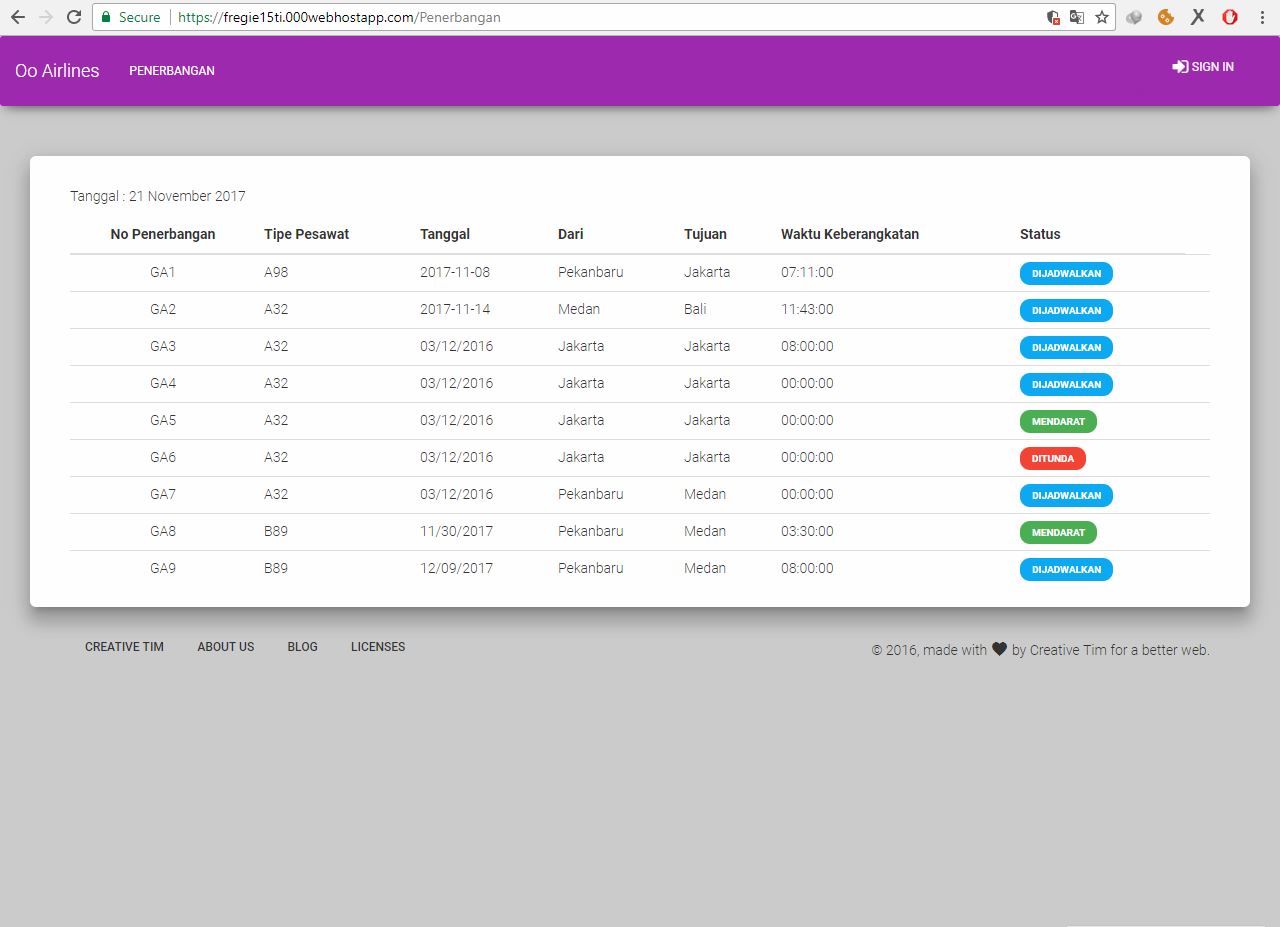 Secure https://fregie15ti.000webhostapp.com/Penerbangan
Oo Airlines PENERBANGAN SIGN IN
Tanggal : 21 November 2017
No Penerbangan Tipe Pesawat Tanggal Dari Tujuan Waktu Keberangkatan Status
GA1 A98 2017-11-08 Pekanbaru Jakarta 07:11:00 DIJADWALKAN
GA2 A32 2017-11-14 Medan Bali 11:43:00 DIJADWALKAN
GA3 A32 03/12/2016 Jakarta Jakarta 08:00:00 DIJADWALKAN
GA4 A32 03/12/2016 Jakarta Jakarta 00:00:00 DIJADWALKAN
GA5 A32 03/12/2016 Jakarta Jakarta 00:00:00 MENDARAT
GA6 A32 03/12/2016 Jakarta Jakarta 00:00:00 DITUNDA
GA7 A32 03/12/2016 Pekanbaru Medan 00:00:00 DIJADWALKAN
GA8 B89 11/30/2017 Pekanbaru Medan 03:30:00 MENDARAT
GA9 B89 12/09/2017 Pekanbaru Medan 08:00:00 DIJADWALKAN
CREATIVE TIM ABOUT US BLOG LICENSES © 2016, made with ♥ by Creative Tim for a better web.